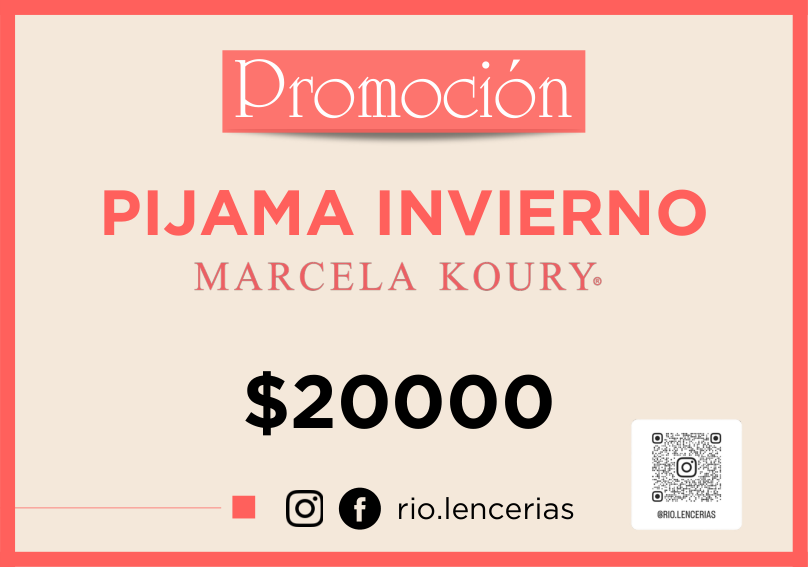 Promoción
PIJAMA INVIERNO
MARCELA KOURY®
$20000
rio.lencerias
@RIO.LENCERIAS